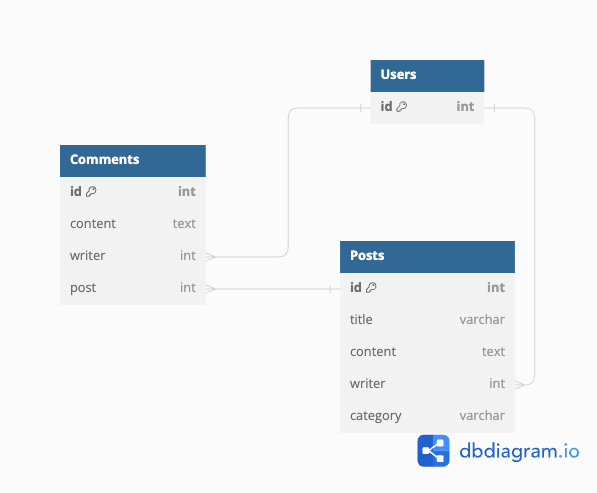 Users
id int
Comments
id int
content text
writer int
post int
Posts
id int
title varchar
content text
writer int
category varchar
dbdiagram.io